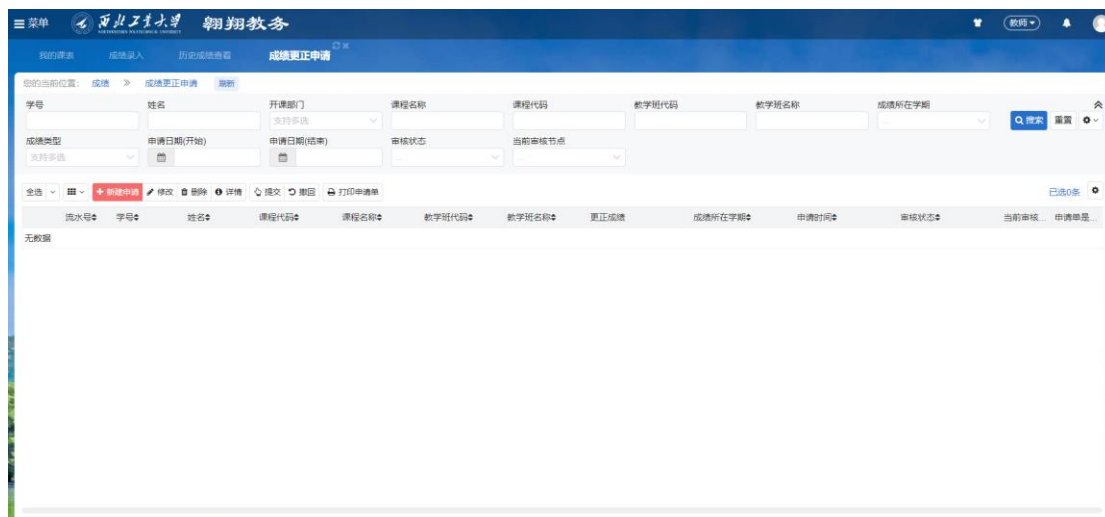 菜单 西北工业大学 翱翔教务 教师
我的课表 成绩录入 历史成绩查看 成绩更正申请
您的当前位置: 成绩 》 成绩更正申请 刷新
学号 姓名 开课部门 课程名称 课程代码 教学班代码 教学班名称 成绩所在学期
支持多选 ... 搜索 重置
成绩类型 申请日期(开始) 申请日期(结束) 审核状态 当前审核节点
支持多选 ... ...
全选 新建申请 修改 删除 详情 提交 撤回 打印申请单 已选0条
流水号 学号 姓名 课程代码 课程名称 教学班代码 教学班名称 更正成绩 成绩所在学期 申请时间 审核状态 当前审核... 申请单是...
无数据